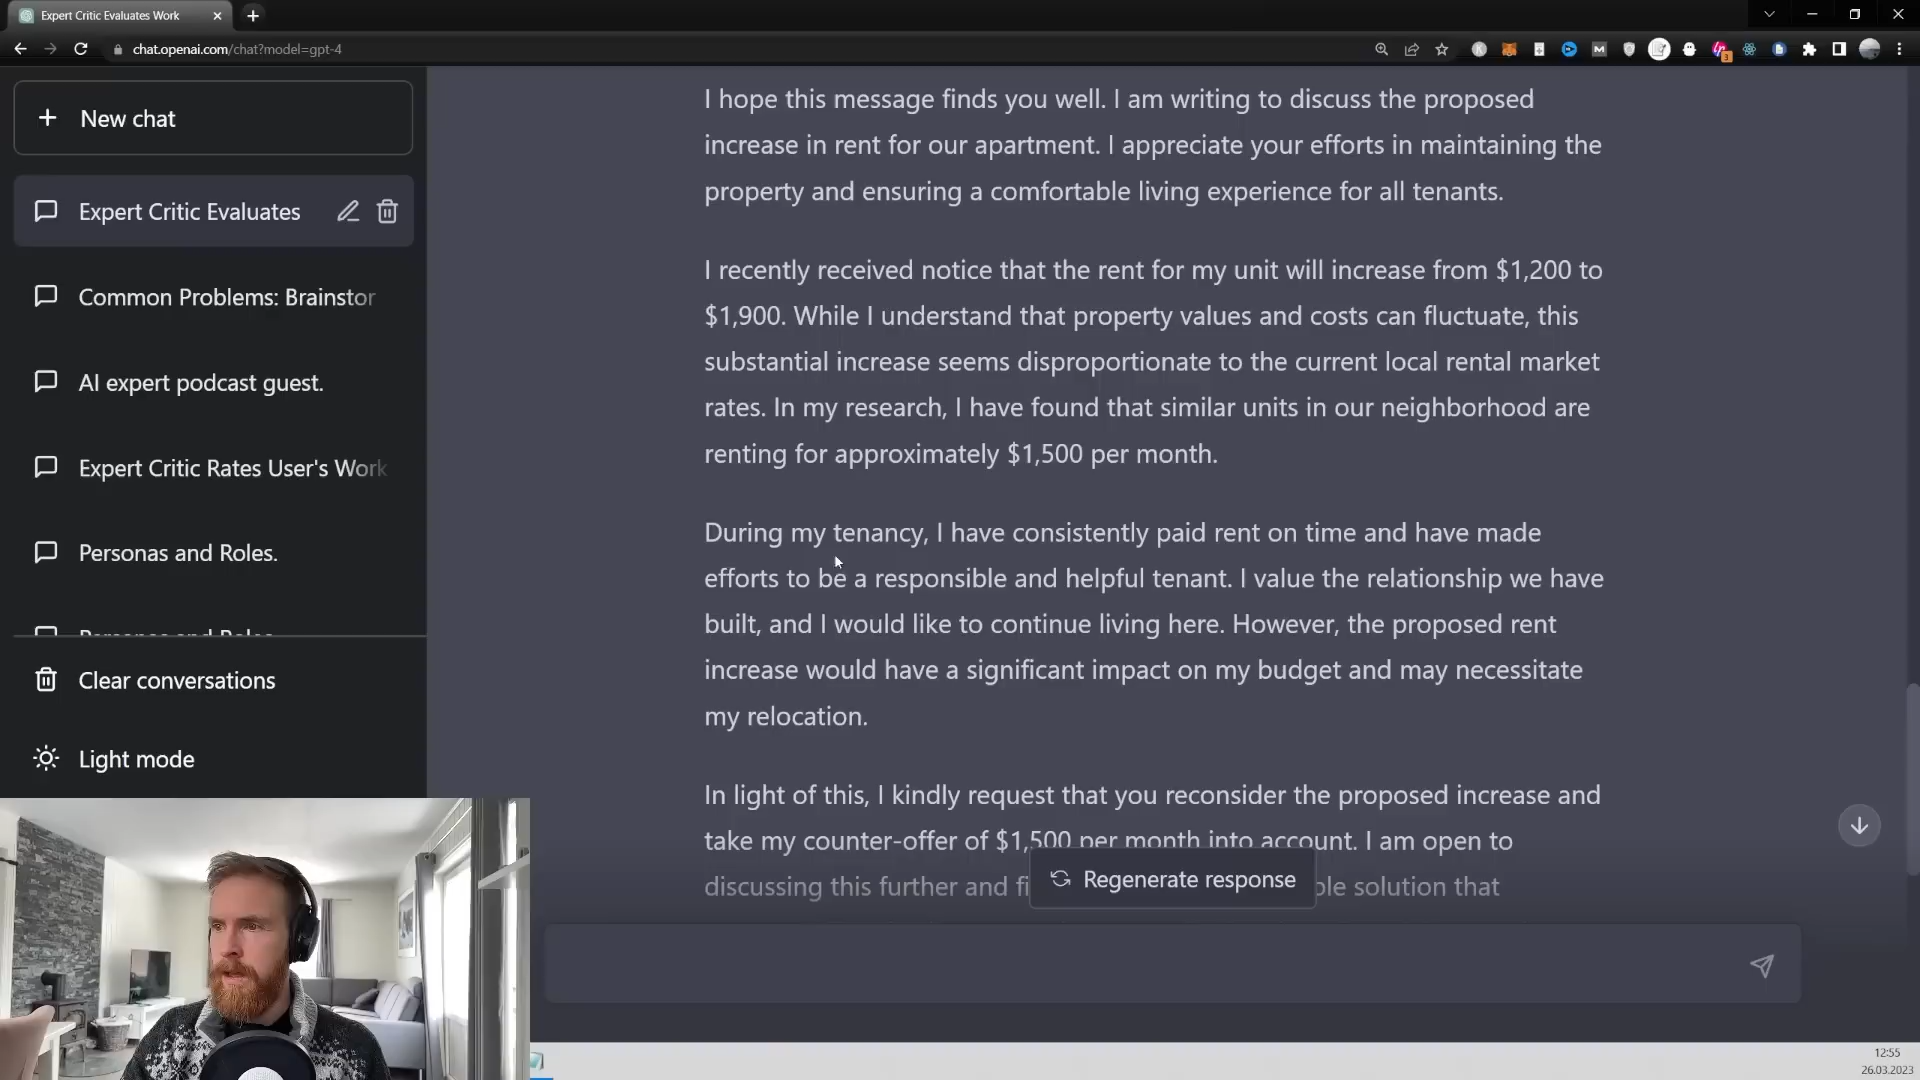 Expert Critic Evaluates Work
chat.openai.com/chat?model=gpt-4
New chat
Expert Critic Evaluates
Common Problems: Brainstor
AI expert podcast guest.
Expert Critic Rates User's Work
Personas and Roles.
Personas and Roles.
Clear conversations
Light mode
I hope this message finds you well. I am writing to discuss the proposed
increase in rent for our apartment. I appreciate your efforts in maintaining the
property and ensuring a comfortable living experience for all tenants.
I recently received notice that the rent for my unit will increase from $1,200 to
$1,900. While I understand that property values and costs can fluctuate, this
substantial increase seems disproportionate to the current local rental market
rates. In my research, I have found that similar units in our neighborhood are
renting for approximately $1,500 per month.
During my tenancy, I have consistently paid rent on time and have made
efforts to be a responsible and helpful tenant. I value the relationship we have
built, and I would like to continue living here. However, the proposed rent
increase would have a significant impact on my budget and may necessitate
my relocation.
In light of this, I kindly request that you reconsider the proposed increase and
take my counter-offer of $1,500 per month into account. I am open to
discussing this further and solution that
Regenerate response
12:55
26.03.2023